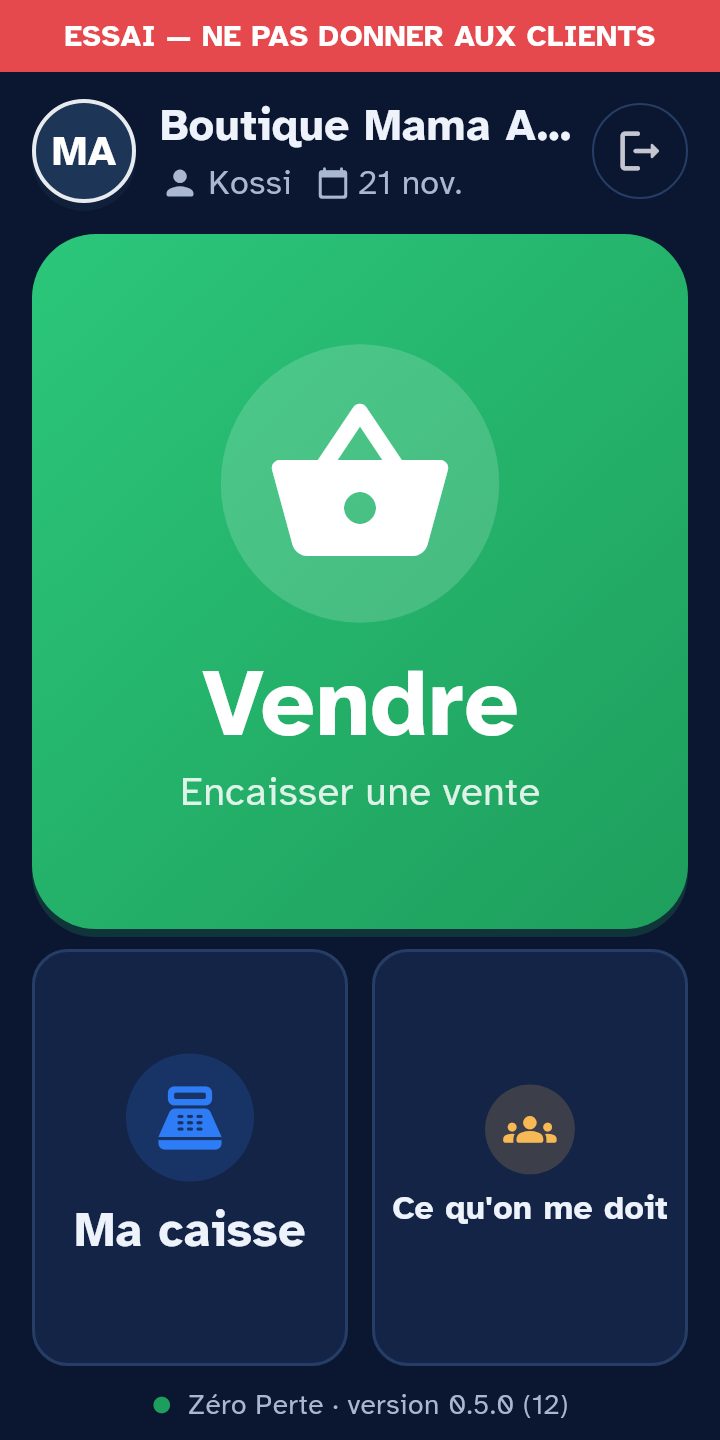 ESSAI — NE PAS DONNER AUX CLIENTS
MA
Boutique Mama A...
Kossi 21 nov.
Vendre
Encaisser une vente
Ma caisse
Ce qu'on me doit
Zéro Perte · version 0.5.0 (12)